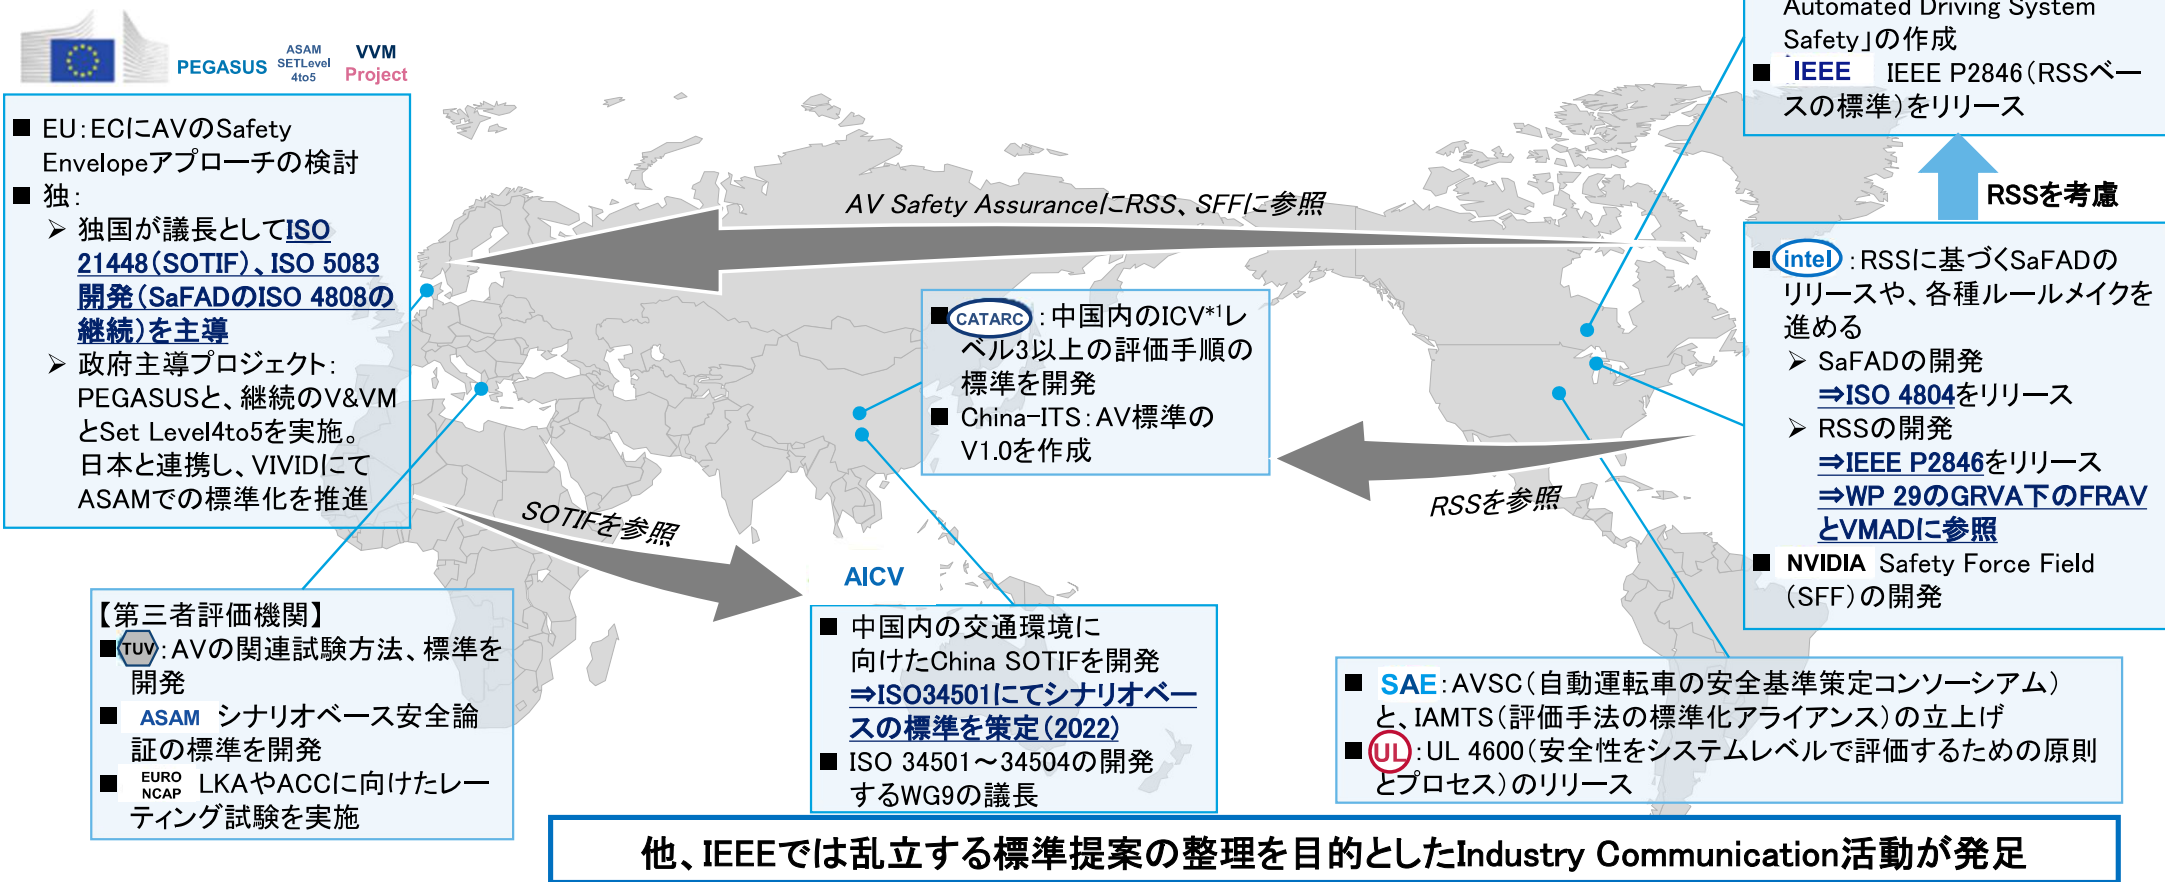 PEGASUS
ASAM
SETLevel
4to5
VVM
Project
■ EU：ECにAVのSafety
Envelopeアプローチの検討
■ 独：
➢ 独国が議長としてISO
21448（SOTIF）、ISO 5083
開発（SaFADのISO 4808の
継続）を主導
➢ 政府主導プロジェクト：
PEGASUSと、継続のV&VM
とSet Level4to5を実施。
日本と連携し、VIVIDにて
ASAMでの標準化を推進
【第三者評価機関】
■ TUV：AVの関連試験方法、標準を
開発
■ ASAM シナリオベース安全論
証の標準を開発
■ EURO NCAP LKAやACCに向けたレー
ティング試験を実施
AV Safety AssuranceにRSS、SFFに参照
SOTIFを参照
■ CATARC：中国内のICV*1レ
ベル3以上の評価手順の
標準を開発
■ China-ITS：AV標準の
V1.0を作成
RSSを参照
AICV
■ 中国内の交通環境に
向けたChina SOTIFを開発
⇒ISO34501にてシナリオベー
スの標準を策定（2022）
■ ISO 34501～34504の開発
するWG9の議長
Automated Driving System
Safety」の作成
■ IEEE IEEE P2846（RSSベー
スの標準）をリリース
RSSを考慮
■ intel：RSSに基づくSaFADの
リリースや、各種ルールメイクを
進める
➢ SaFADの開発
⇒ISO 4804をリリース
➢ RSSの開発
⇒IEEE P2846をリリース
⇒WP 29のGRVA下のFRAV
とVMADに参照
■ NVIDIA Safety Force Field
（SFF）の開発
■ SAE：AVSC（自動運転車の安全基準策定コンソーシアム）
と、IAMTS（評価手法の標準化アライアンス）の立上げ
■ UL：UL 4600（安全性をシステムレベルで評価するための原則
とプロセス）のリリース
他、IEEEでは乱立する標準提案の整理を目的としたIndustry Communication活動が発足